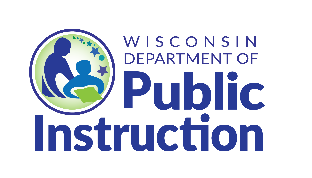 WISCONSIN
DEPARTMENT OF
Public
Instruction